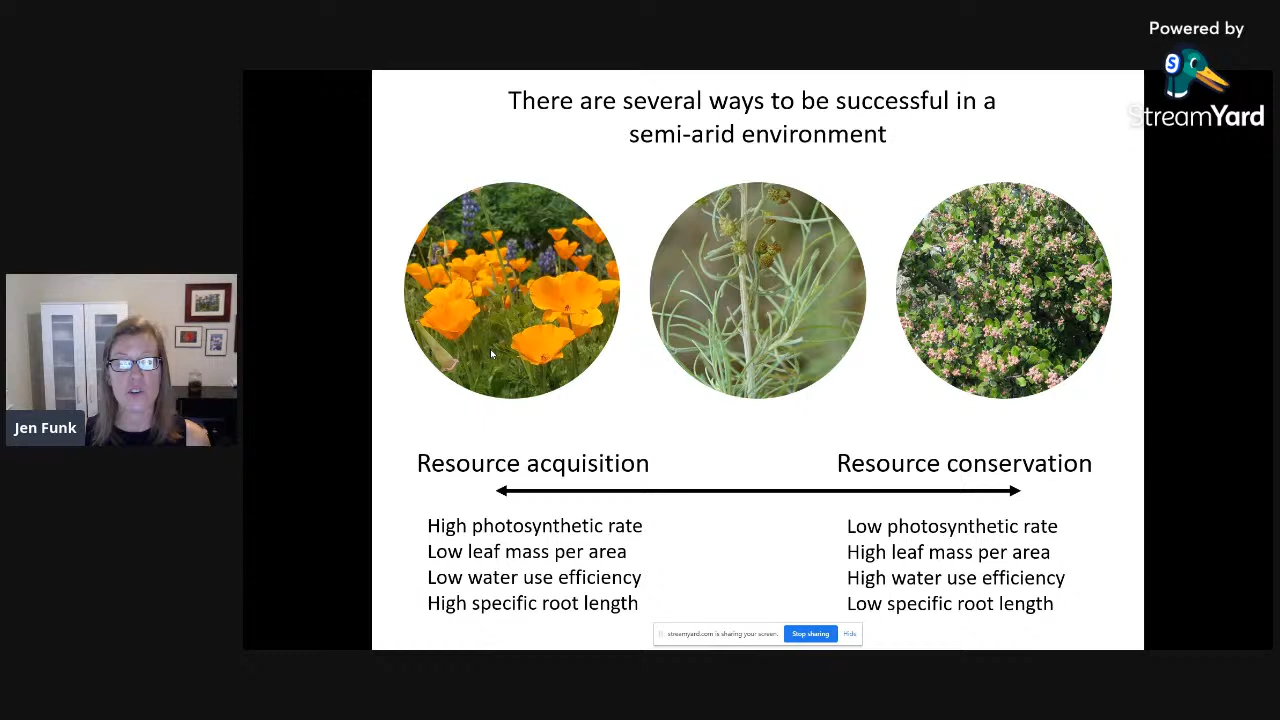 Powered by
S
StreamYard
There are several ways to be successful in a
semi-arid environment
Jen Funk
Resource acquisition
Resource conservation
High photosynthetic rate
Low leaf mass per area
Low water use efficiency
High specific root length
Low photosynthetic rate
High leaf mass per area
High water use efficiency
Low specific root length
streamyard.com is sharing your screen.
Stop sharing
Hide